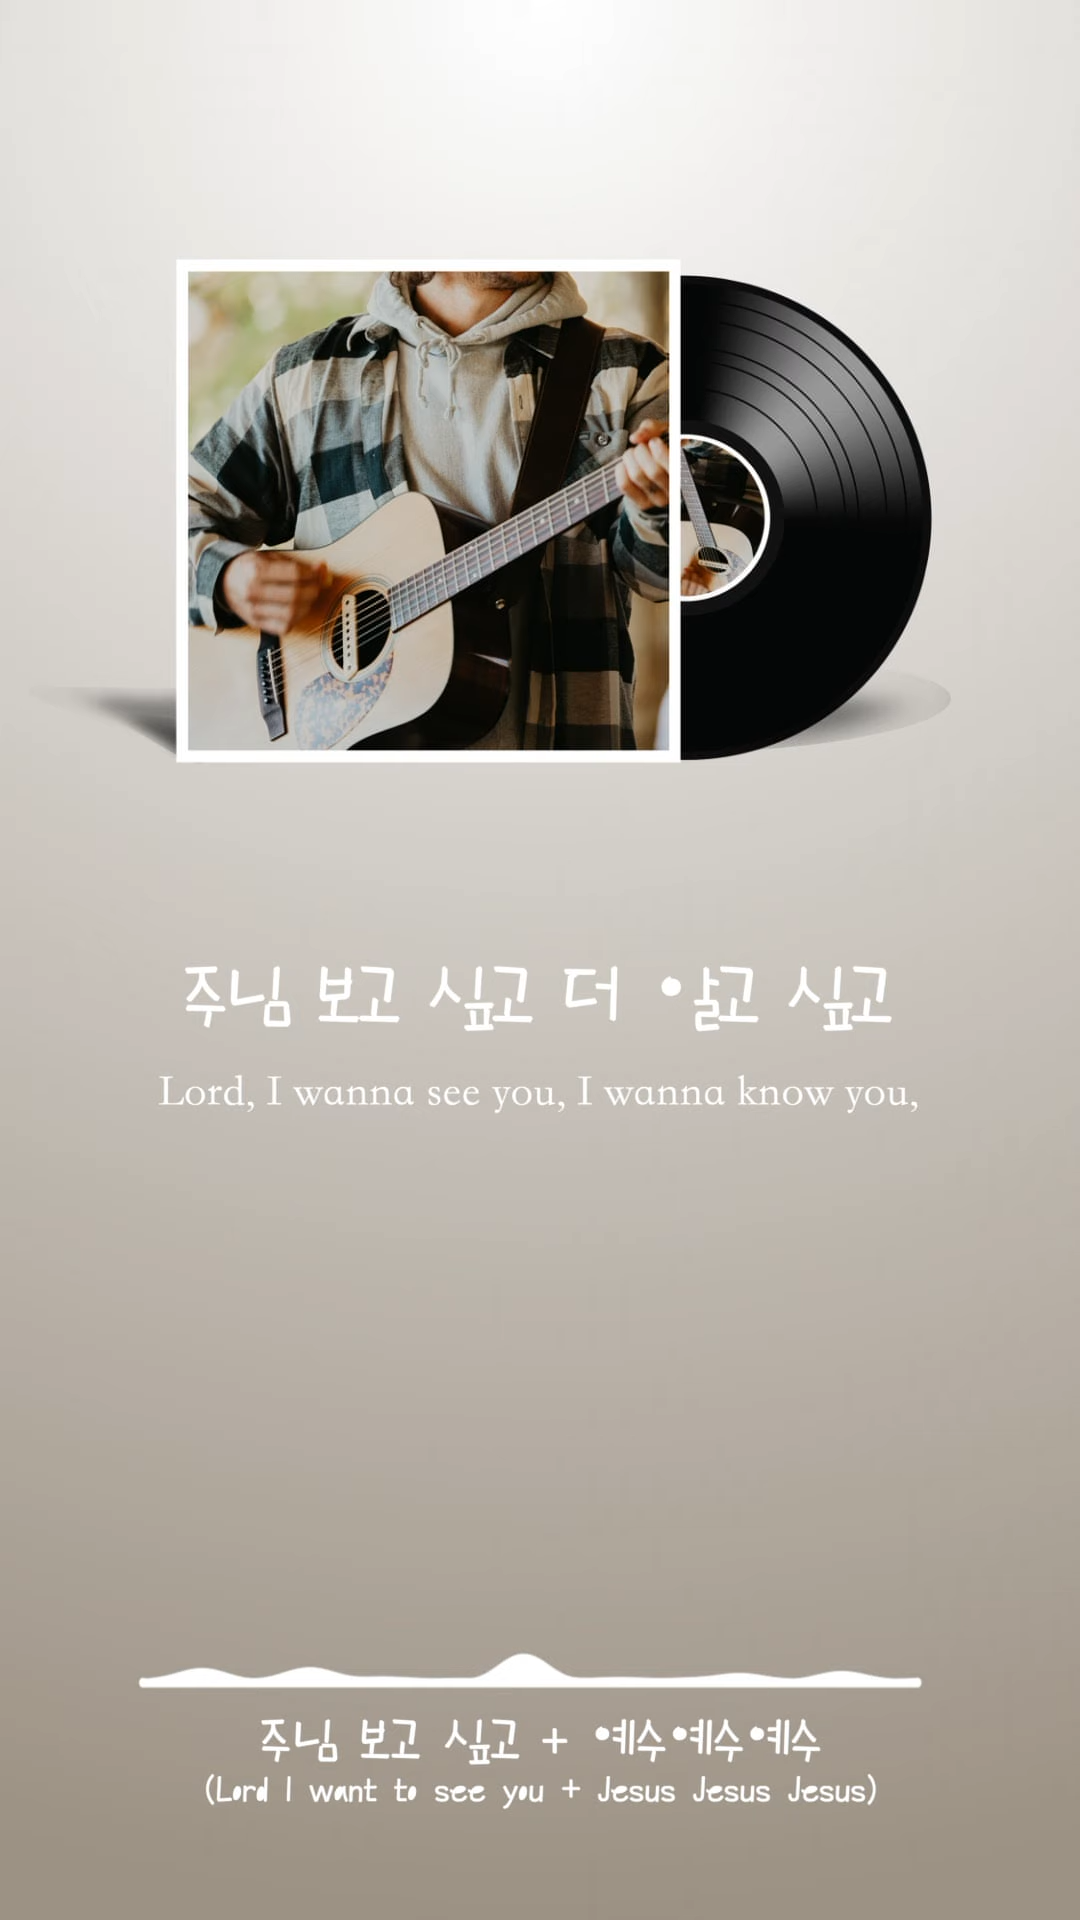 주님 보고 싶고 더 알고 싶고
Lord, I wanna see you, I wanna know you,
주님 보고 싶고 + 예수예수예수
(Lord I want to see you + Jesus Jesus Jesus)